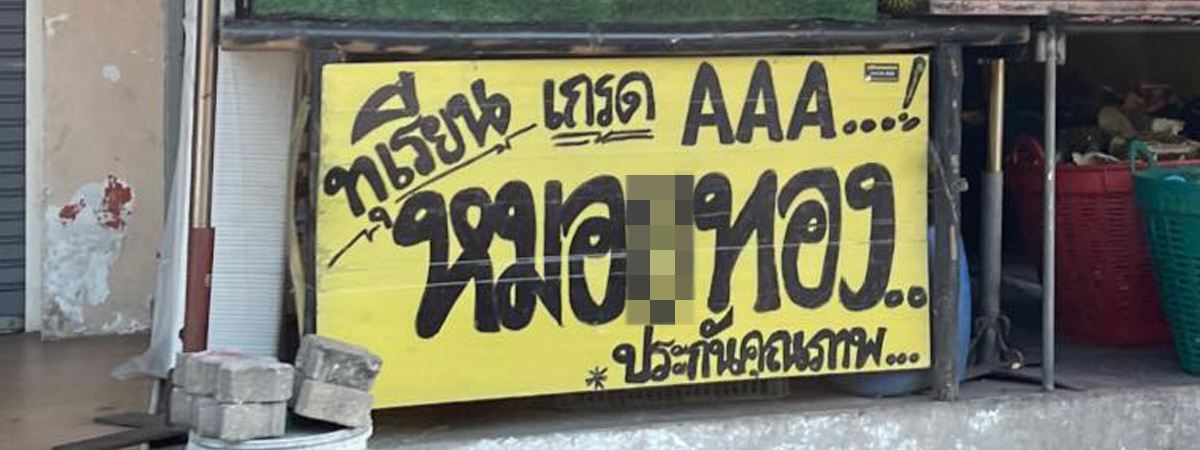 ทุเรียน เกรด AAA....!
หมอ ทอง..
*ประกันคุณภาพ...